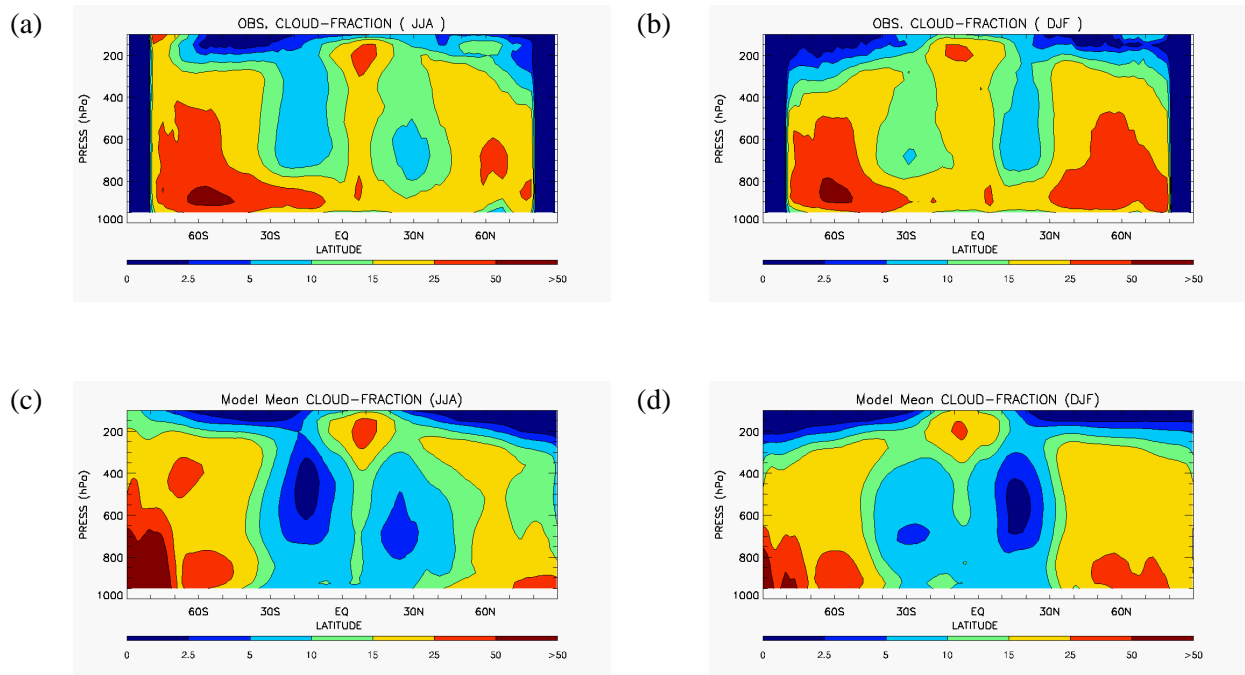 (a)
OBS. CLOUD-FRACTION ( JJA )
PRESS (hPa)
200
400
600
800
1000
60S 30S EQ 30N 60N
LATITUDE
0 2.5 5 10 15 25 50 >50
(b)
OBS. CLOUD-FRACTION ( DJF )
PRESS (hPa)
200
400
600
800
1000
60S 30S EQ 30N 60N
LATITUDE
0 2.5 5 10 15 25 50 >50
(c)
Model Mean CLOUD-FRACTION (JJA)
PRESS (hPa)
200
400
600
800
1000
60S 30S EQ 30N 60N
LATITUDE
0 2.5 5 10 15 25 50 >50
(d)
Model Mean CLOUD-FRACTION (DJF)
PRESS (hPa)
200
400
600
800
1000
60S 30S EQ 30N 60N
LATITUDE
0 2.5 5 10 15 25 50 >50